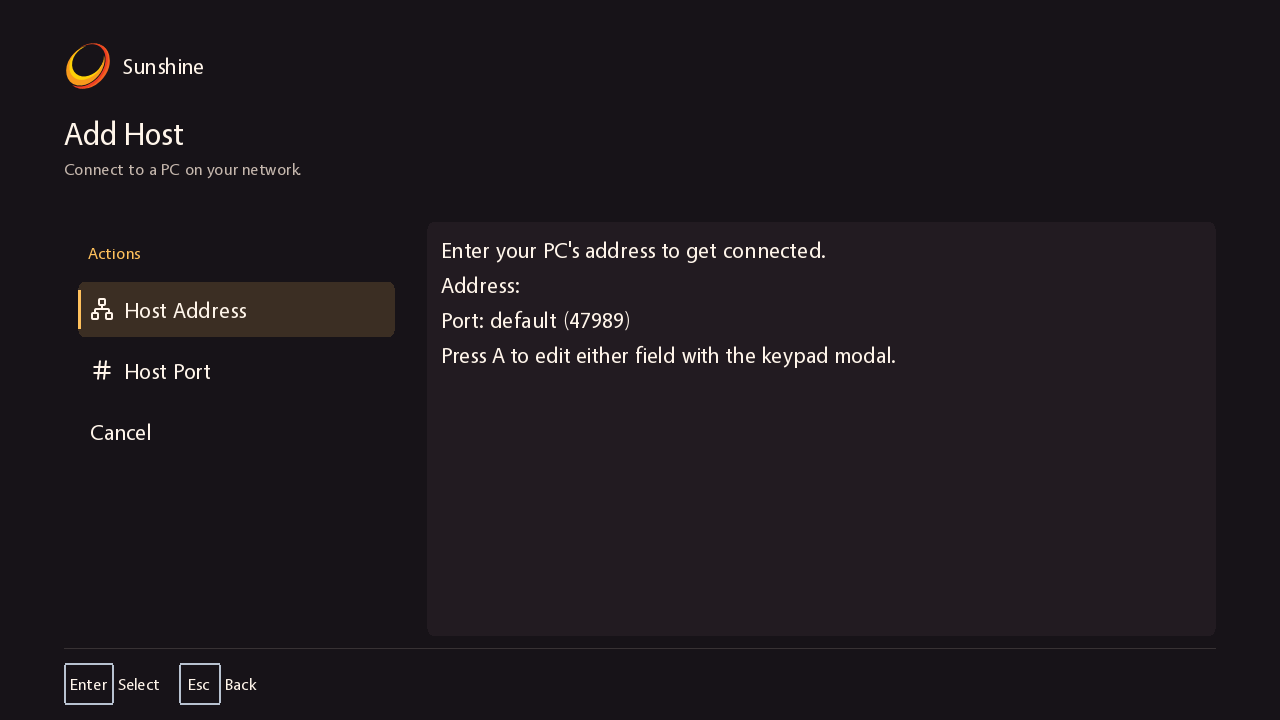 Sunshine
Add Host
Connect to a PC on your network.
Actions
Host Address
Host Port
Cancel
Enter your PC's address to get connected.
Address:
Port: default (47989)
Press A to edit either field with the keypad modal.
Enter Select Esc Back